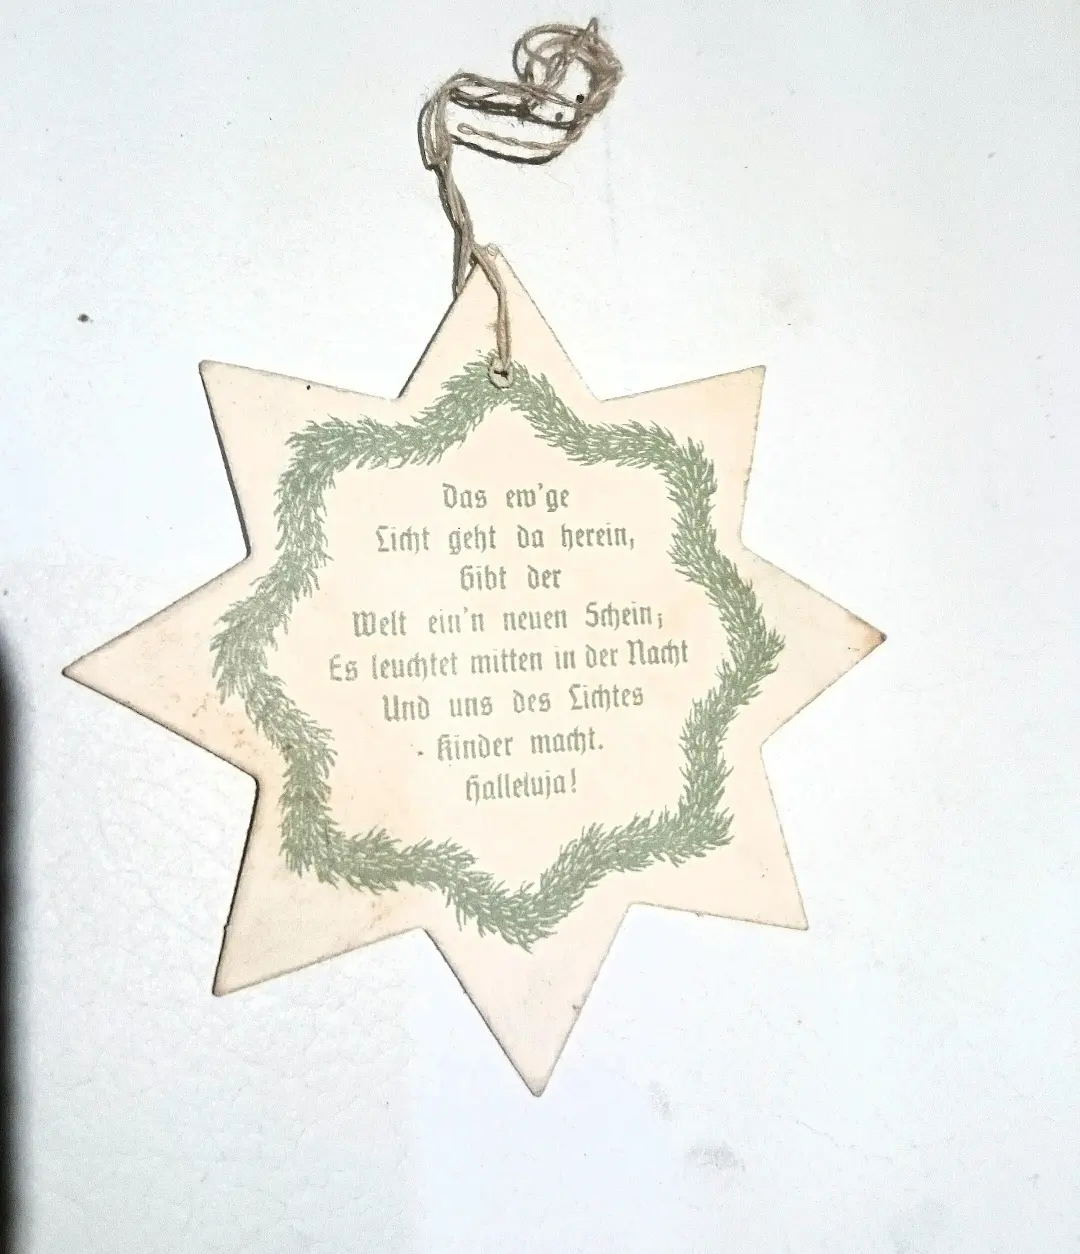 Das ew'ge
Licht geht da herein,
Gibt der
Welt ein'n neuen Schein;
Es leuchtet mitten in der Nacht
Und uns des Lichtes
Kinder macht.
Halleluja!